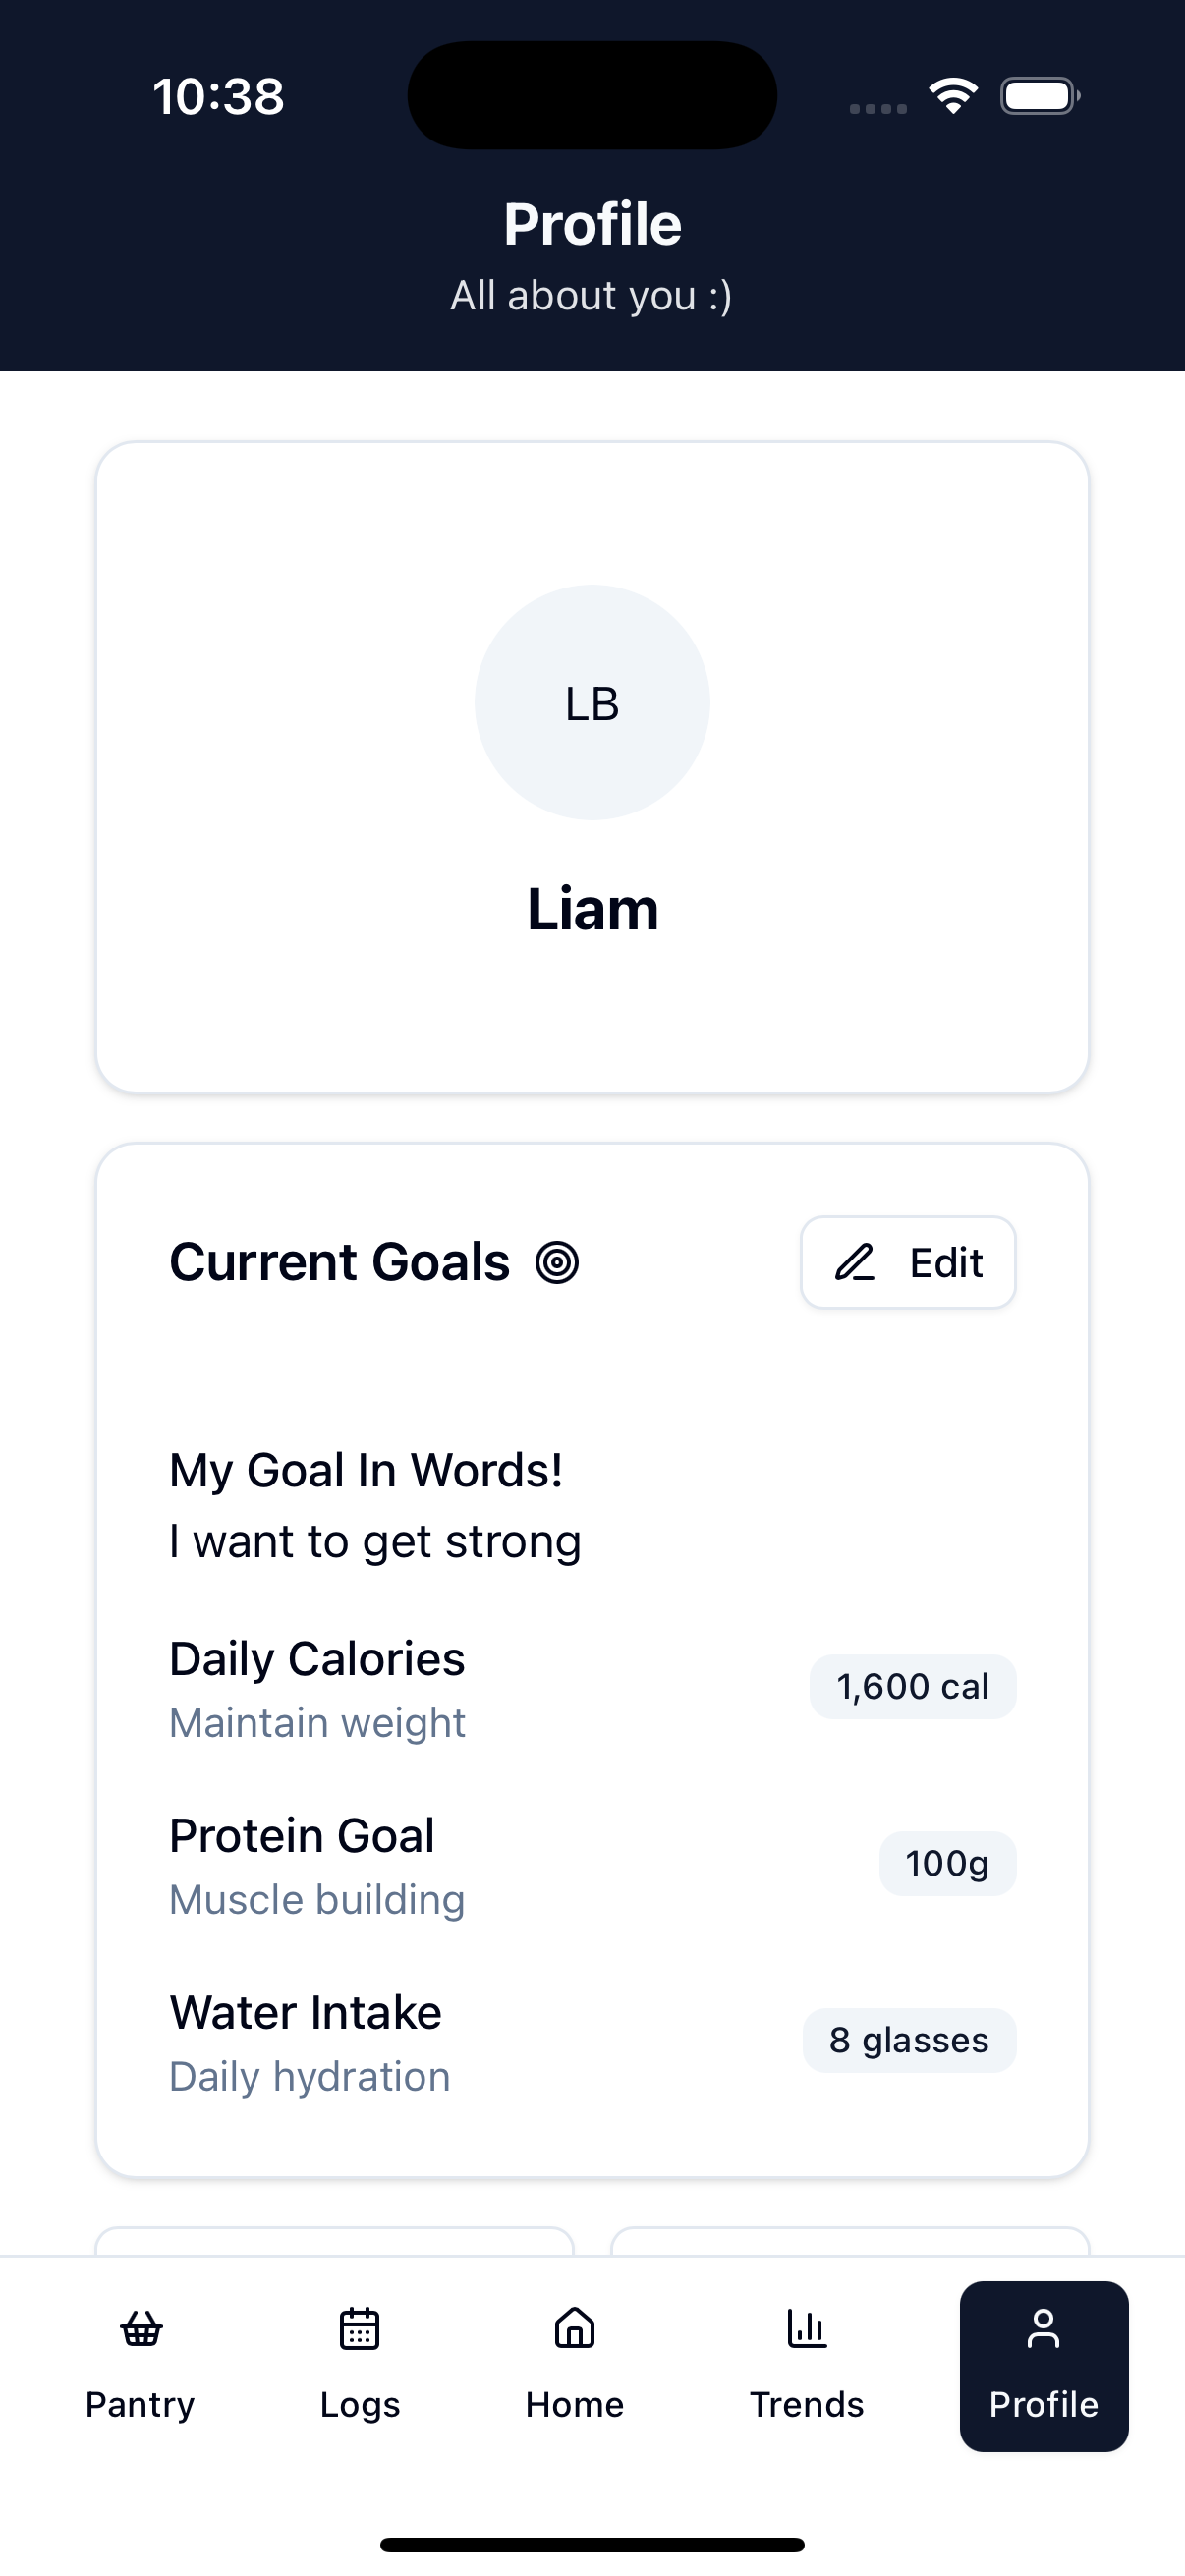 10:38
Profile
All about you :)
LB
Liam
Current Goals
Edit
My Goal In Words!
I want to get strong
Daily Calories
1,600 cal
Maintain weight
Protein Goal
100g
Muscle building
Water Intake
8 glasses
Daily hydration
Pantry
Logs
Home
Trends
Profile